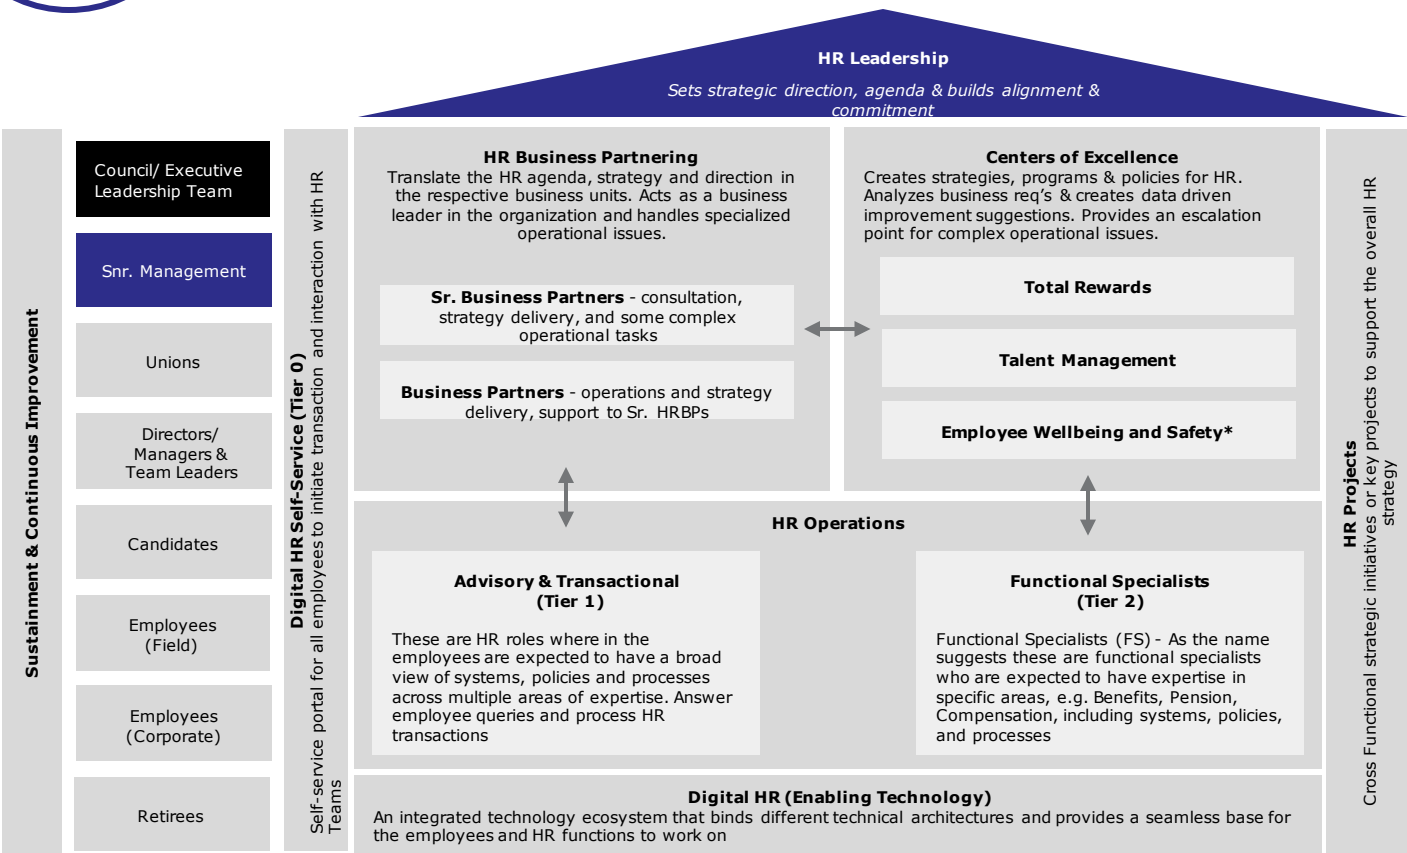 HR Leadership
Sets strategic direction, agenda & builds alignment &
commitment
Sustainment & Continuous Improvement
Council/ Executive
Leadership Team
Snr. Management
Unions
Directors/
Managers &
Team Leaders
Candidates
Employees
(Field)
Employees
(Corporate)
Retirees
Digital HR Self-Service (Tier 0)
Self-service portal for all employees to initiate transaction and interaction with HR
Teams
HR Business Partnering
Translate the HR agenda, strategy and direction in
the respective business units. Acts as a business
leader in the organization and handles specialized
operational issues.
Sr. Business Partners - consultation,
strategy delivery, and some complex
operational tasks
Business Partners - operations and strategy
delivery, support to Sr. HRBPs
Centers of Excellence
Creates strategies, programs & policies for HR.
Analyzes business req's & creates data driven
improvement suggestions. Provides an escalation
point for complex operational issues.
Total Rewards
Talent Management
Employee Wellbeing and Safety*
HR Operations
Advisory & Transactional
(Tier 1)
These are HR roles where in the
employees are expected to have a broad
view of systems, policies and processes
across multiple areas of expertise. Answer
employee queries and process HR
transactions
Functional Specialists
(Tier 2)
Functional Specialists (FS) - As the name
suggests these are functional specialists
who are expected to have expertise in
specific areas, e.g. Benefits, Pension,
Compensation, including systems, policies,
and processes
Digital HR (Enabling Technology)
An integrated technology ecosystem that binds different technical architectures and provides a seamless base for
the employees and HR functions to work on
HR Projects
Cross Functional strategic initiatives or key projects to support the overall HR
strategy